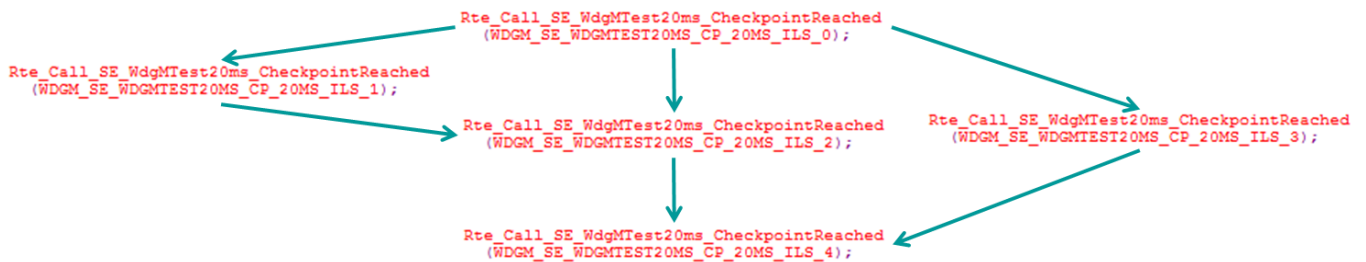 Rte_Call_SE_WdgMTest20ms_CheckpointReached
(WDGM_SE_WDGMTEST20MS_CP_20MS_ILS_0);
Rte_Call_SE_WdgMTest20ms_CheckpointReached
(WDGM_SE_WDGMTEST20MS_CP_20MS_ILS_1);
Rte_Call_SE_WdgMTest20ms_CheckpointReached
(WDGM_SE_WDGMTEST20MS_CP_20MS_ILS_2);
Rte_Call_SE_WdgMTest20ms_CheckpointReached
(WDGM_SE_WDGMTEST20MS_CP_20MS_ILS_3);
Rte_Call_SE_WdgMTest20ms_CheckpointReached
(WDGM_SE_WDGMTEST20MS_CP_20MS_ILS_4);